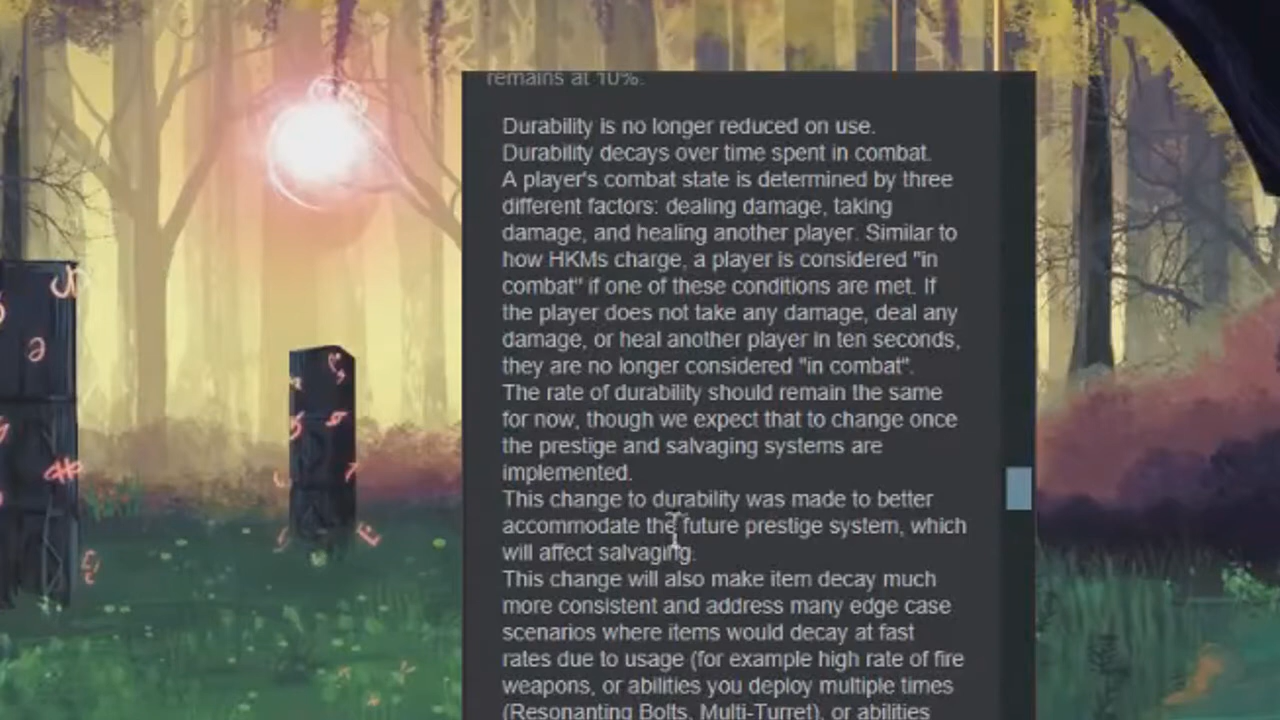 remains at 10%.
Durability is no longer reduced on use.
Durability decays over time spent in combat.
A player's combat state is determined by three
different factors: dealing damage, taking
damage, and healing another player. Similar to
how HKMs charge, a player is considered "in
combat" if one of these conditions are met. If
the player does not take any damage, deal any
damage, or heal another player in ten seconds,
they are no longer considered "in combat".
The rate of durability should remain the same
for now, though we expect that to change once
the prestige and salvaging systems are
implemented.
This change to durability was made to better
accommodate the future prestige system, which
will affect salvaging.
This change will also make item decay much
more consistent and address many edge case
scenarios where items would decay at fast
rates due to usage (for example high rate of fire
weapons, or abilities you deploy multiple times
(Resonanting Bolts, Multi-Turret), or abilities